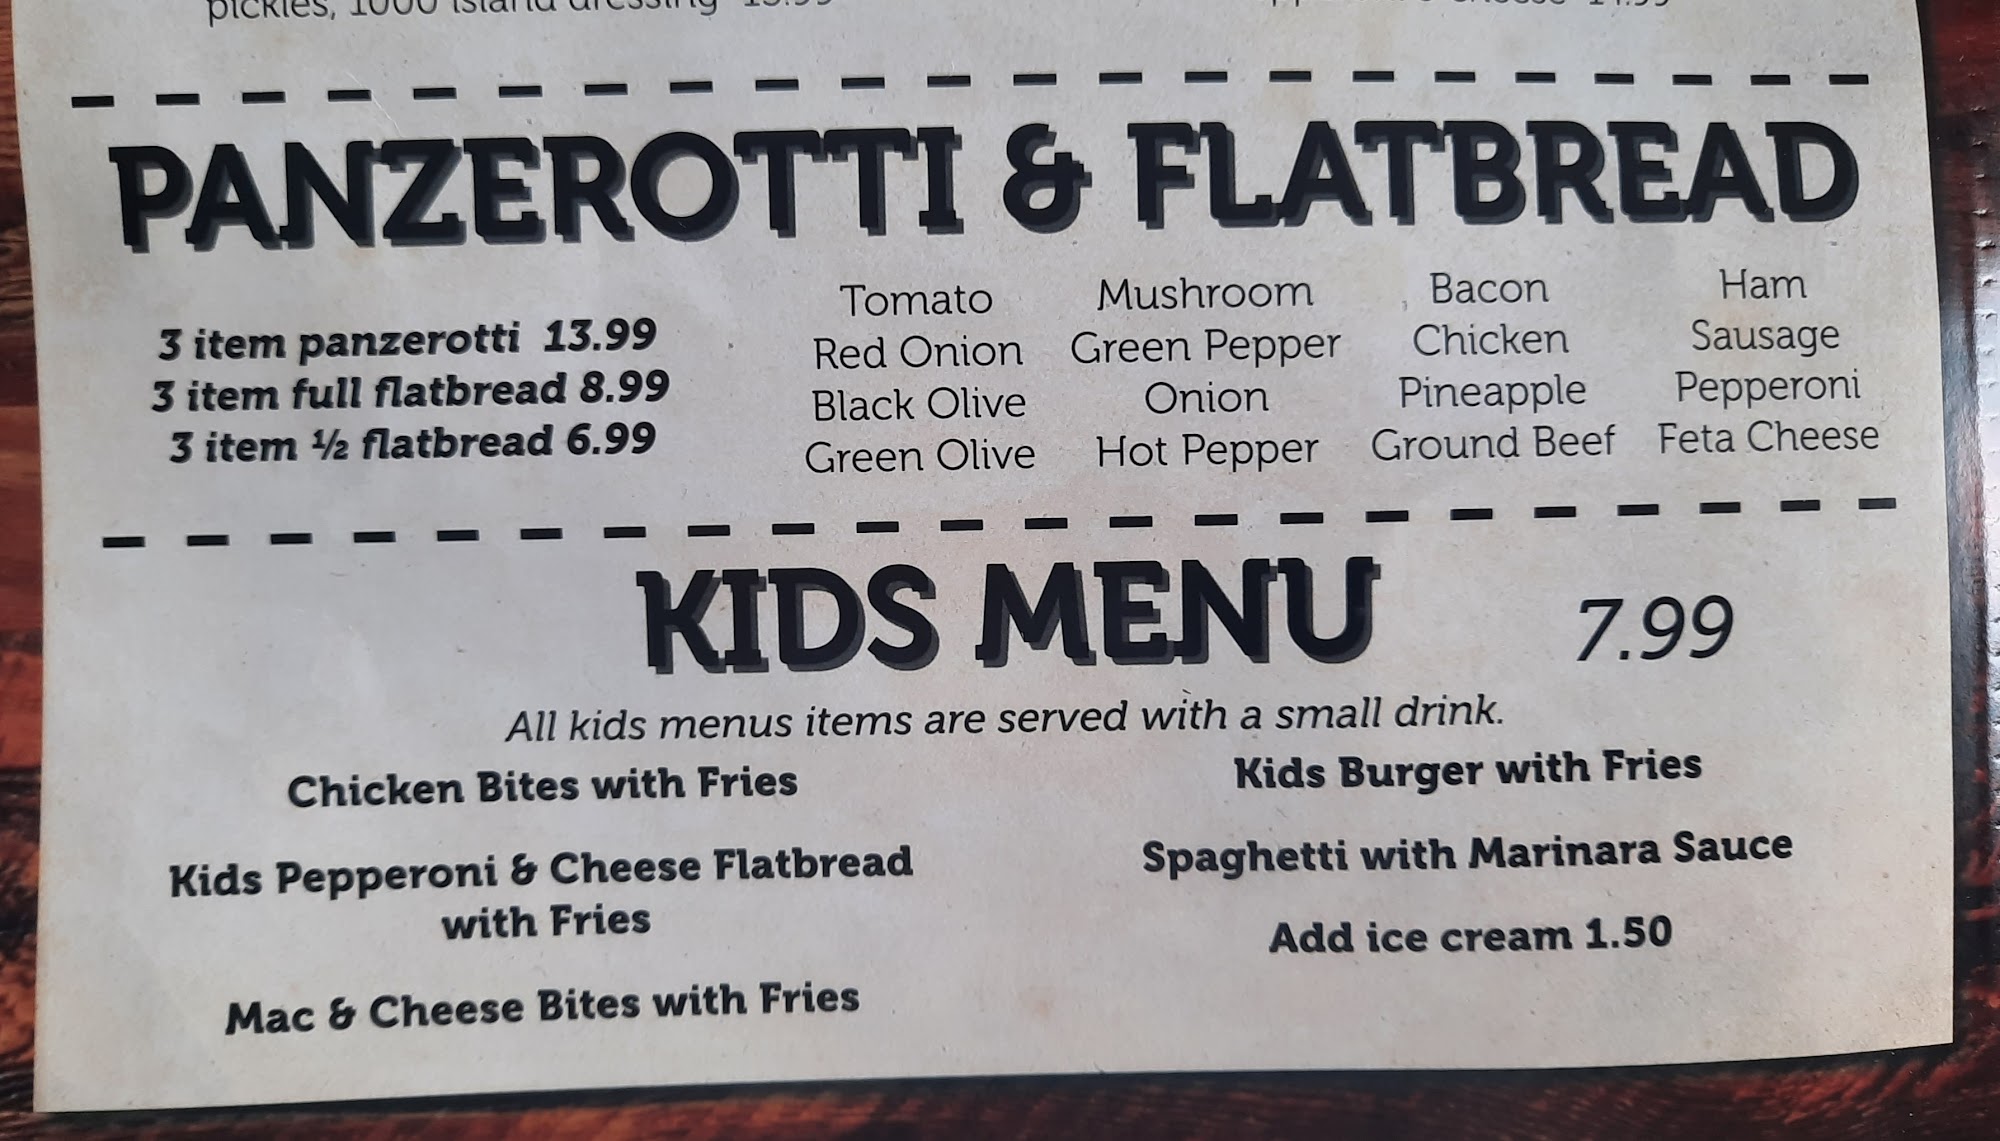 pickles, 1000 island dressing
PANZEROTTI & FLATBREAD
3 item panzerotti 13.99
3 item full flatbread 8.99
3 item ½ flatbread 6.99
Tomato
Red Onion
Black Olive
Green Olive
Mushroom
Green Pepper
Onion
Hot Pepper
Bacon
Chicken
Pineapple
Ground Beef
Ham
Sausage
Pepperoni
Feta Cheese
KIDS MENU 7.99
All kids menus items are served with a small drink.
Chicken Bites with Fries
Kids Pepperoni & Cheese Flatbread
with Fries
Mac & Cheese Bites with Fries
Kids Burger with Fries
Spaghetti with Marinara Sauce
Add ice cream 1.50